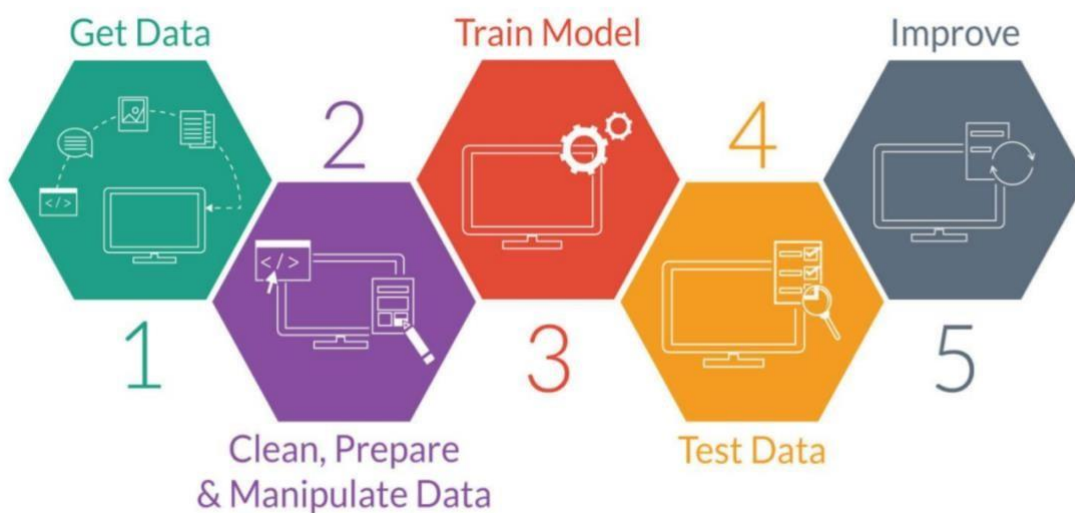 Get Data
1
2
Clean, Prepare
& Manipulate Data
Train Model
3
4
Test Data
Improve
5
</>
</>